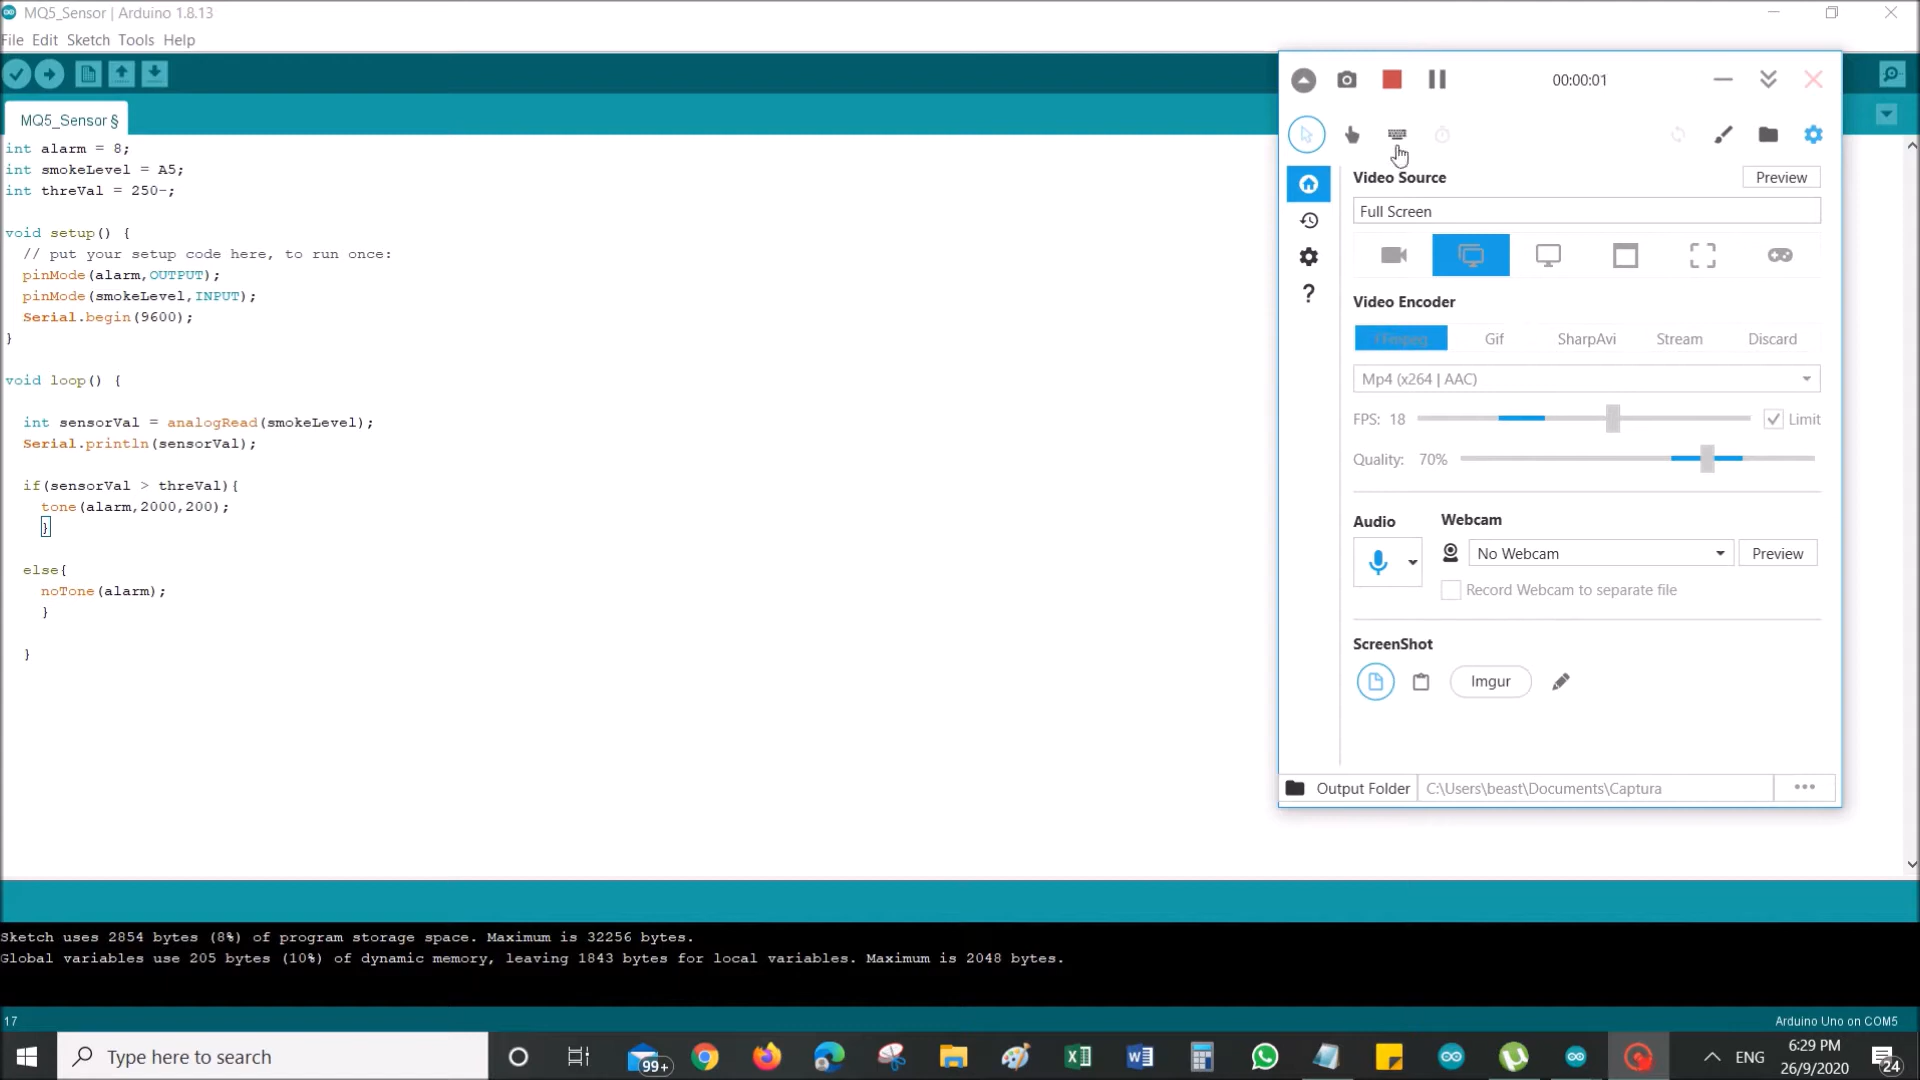 MQ5_Sensor | Arduino 1.8.13
File Edit Sketch Tools Help
MQ5_Sensor §
int alarm = 8;
int smokeLevel = A5;
int threVal = 250-;
void setup() {
// put your setup code here, to run once:
pinMode(alarm,OUTPUT);
pinMode(smokeLevel,INPUT);
Serial.begin(9600);
}
void loop() {
int sensorVal = analogRead(smokeLevel);
Serial.println(sensorVal);
if(sensorVal > threVal){
tone(alarm,2000,200);
}
else{
noTone(alarm);
}
}
00:00:01
Video Source
Preview
Full Screen
Video Encoder
FFmpeg Gif SharpAvi Stream Discard
Mp4 (x264 | AAC)
FPS: 18 Limit
Quality: 70%
Audio Webcam
No Webcam Preview
Record Webcam to separate file
ScreenShot
Imgur
Output Folder C:\Users\beast\Documents\Captura ...
Sketch uses 2854 bytes (8%) of program storage space. Maximum is 32256 bytes.
Global variables use 205 bytes (10%) of dynamic memory, leaving 1843 bytes for local variables. Maximum is 2048 bytes.
17 Arduino Uno on COM5
Type here to search
99+
ENG
6:29 PM
26/9/2020
24